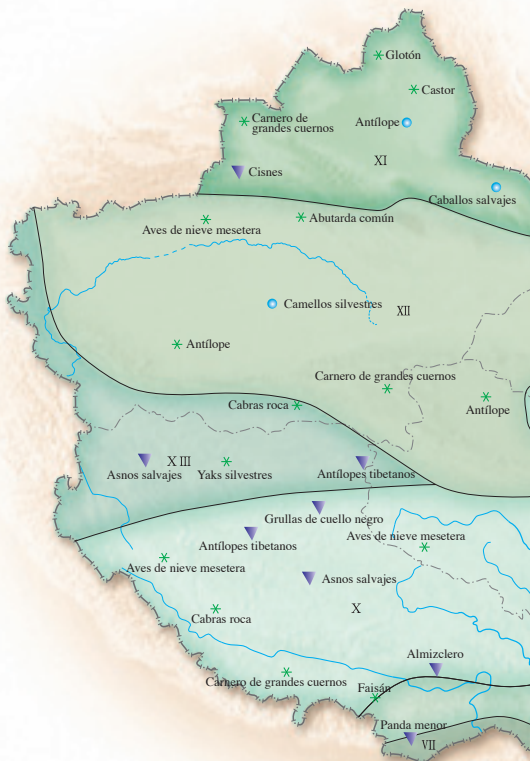 Glotón
Castor
Carnero de
grandes cuernos
Antílope
XI
Cisnes
Caballos salvajes
Abutarda común
Aves de nieve mesetera
Camellos silvestres
XII
Antílope
Carnero de grandes cuernos
Cabras roca
Antílope
XIII
Asnos salvajes
Yaks silvestres
Antílopes tibetanos
Grullas de cuello negro
Antílopes tibetanos
Aves de nieve mesetera
Aves de nieve mesetera
Asnos salvajes
X
Cabras roca
Almizclero
Carnero de grandes cuernos
Faisán
Panda menor
VII